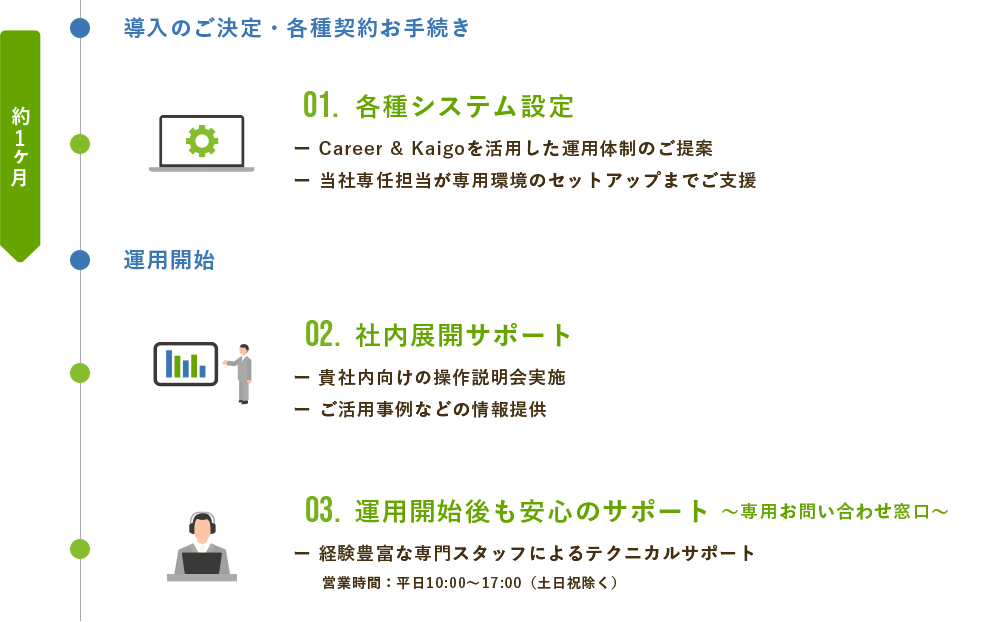 約1ヶ月
導入のご決定・各種契約お手続き
01. 各種システム設定
ー Career & Kaigoを活用した運用体制のご提案
ー 当社専任担当が専用環境のセットアップまでご支援
運用開始
02. 社内展開サポート
ー 貴社内向けの操作説明会実施
ー ご活用事例などの情報提供
03. 運用開始後も安心のサポート ～専用お問い合わせ窓口～
ー 経験豊富な専門スタッフによるテクニカルサポート
営業時間：平日10:00～17:00（土日祝除く）